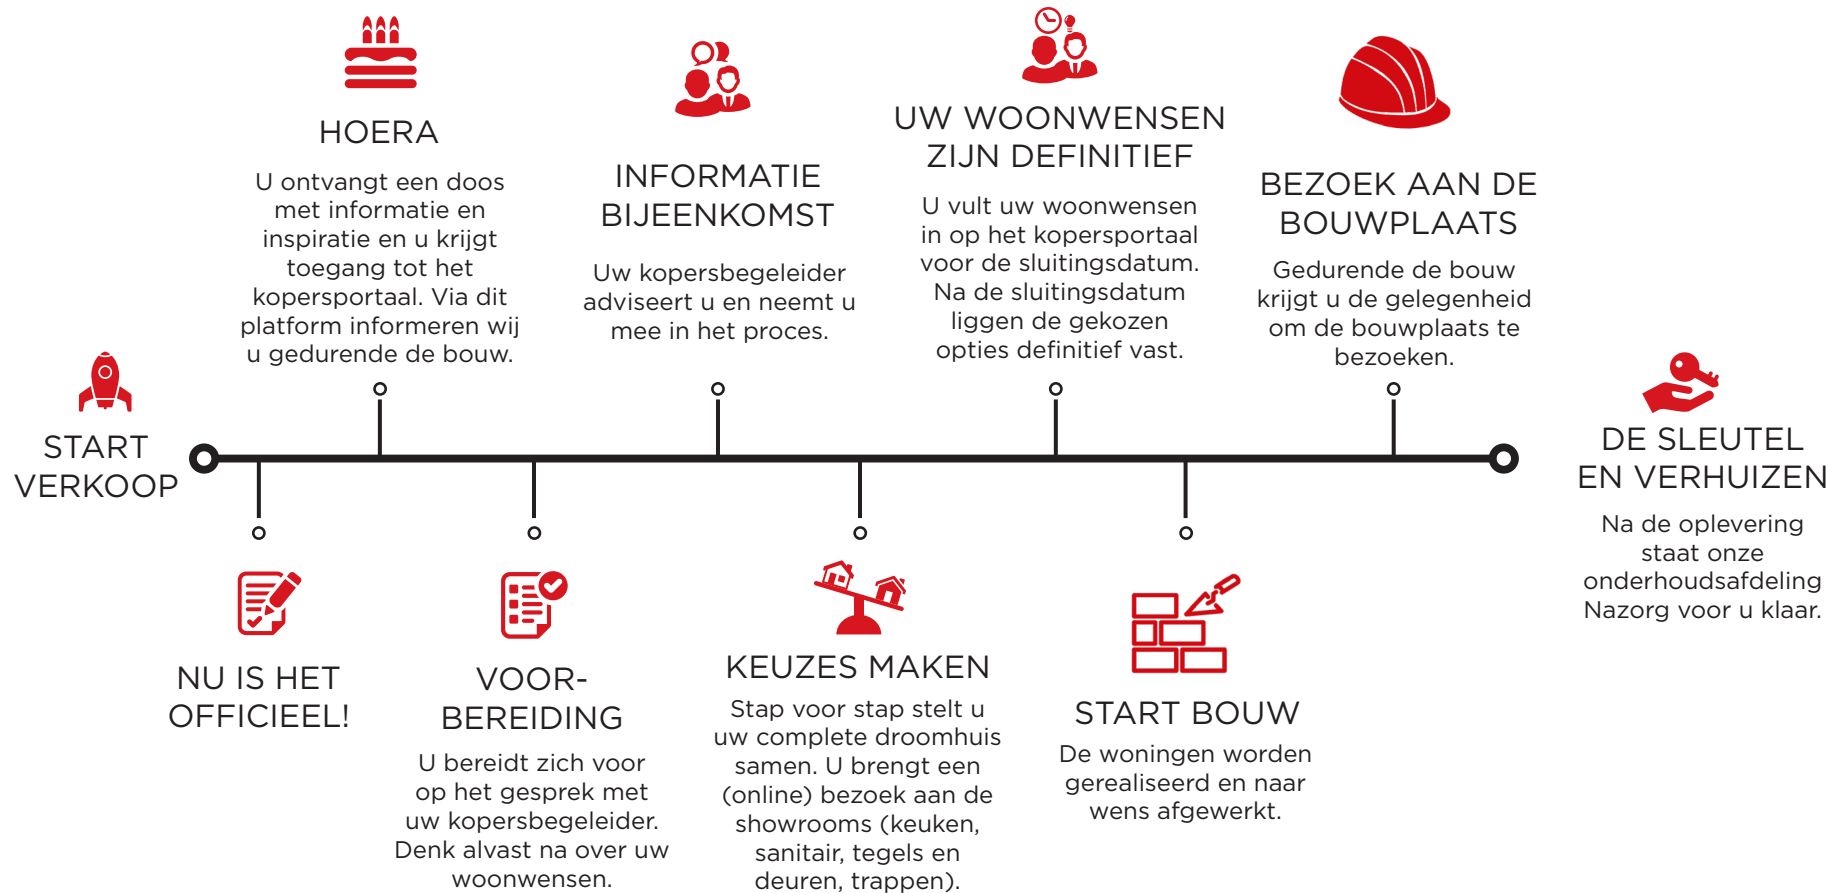 START
VERKOOP
NU IS HET
OFFICIEEL!
HOERA
U ontvangt een doos
met informatie en
inspiratie en u krijgt
toegang tot het
kopersportaal. Via dit
platform informeren wij
u gedurende de bouw.
VOOR-
BEREIDING
U bereidt zich voor
op het gesprek met
uw kopersbegeleider.
Denk alvast na over uw
woonwensen.
INFORMATIE
BIJEENKOMST
Uw kopersbegeleider
adviseert u en neemt u
mee in het proces.
KEUZES MAKEN
Stap voor stap stelt u
uw complete droomhuis
samen. U brengt een
(online) bezoek aan de
showrooms (keuken,
sanitair, tegels en
deuren, trappen).
UW WOONWENSEN
ZIJN DEFINITIEF
U vult uw woonwensen
in op het kopersportaal
voor de sluitingsdatum.
Na de sluitingsdatum
liggen de gekozen
opties definitief vast.
START BOUW
De woningen worden
gerealiseerd en naar
wens afgewerkt.
BEZOEK AAN DE
BOUWPLAATS
Gedurende de bouw
krijgt u de gelegenheid
om de bouwplaats te
bezoeken.
DE SLEUTEL
EN VERHUIZEN
Na de oplevering
staat onze
onderhoudsafdeling
Nazorg voor u klaar.